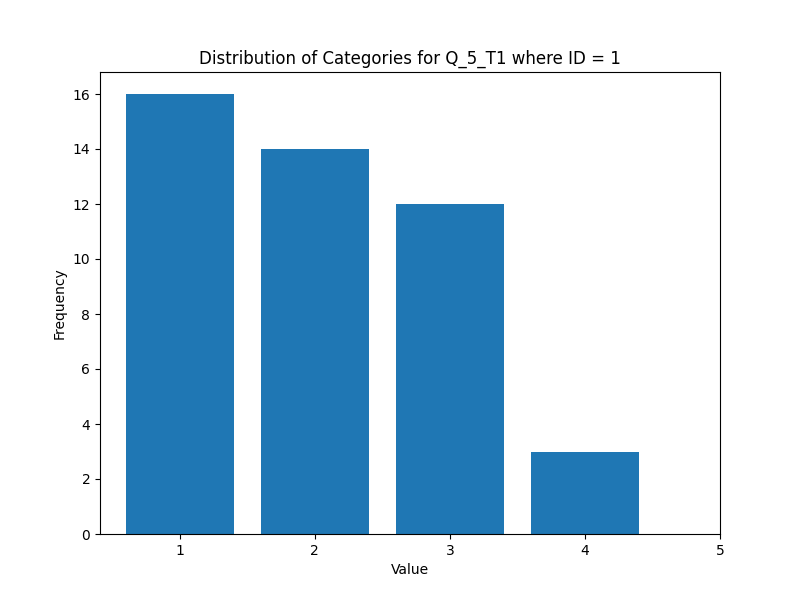 Distribution of Categories for Q_5_T1 where ID = 1
16
14
12
10
8
6
4
2
0
Frequency
1 2 3 4 5
Value